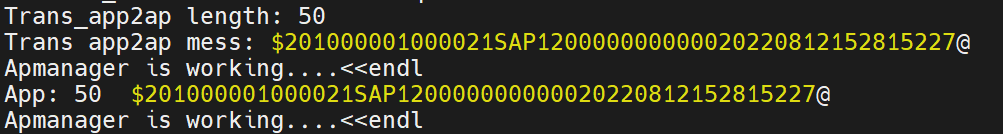 Trans_app2ap length: 50
Trans app2ap mess: $201000001000021SAP120000000000020220812152815227@
Apmanager is working....<<endl
App: 50  $201000001000021SAP120000000000020220812152815227@
Apmanager is working....<<endl